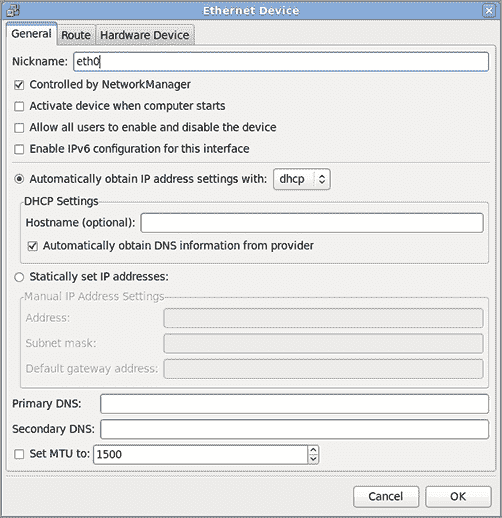 Ethernet Device
General Route Hardware Device
Nickname: eth0
Controlled by NetworkManager
Activate device when computer starts
Allow all users to enable and disable the device
Enable IPv6 configuration for this interface
Automatically obtain IP address settings with: dhcp
DHCP Settings
Hostname (optional):
Automatically obtain DNS information from provider
Statically set IP addresses:
Manual IP Address Settings
Address:
Subnet mask:
Default gateway address:
Primary DNS:
Secondary DNS:
Set MTU to: 1500
Cancel OK